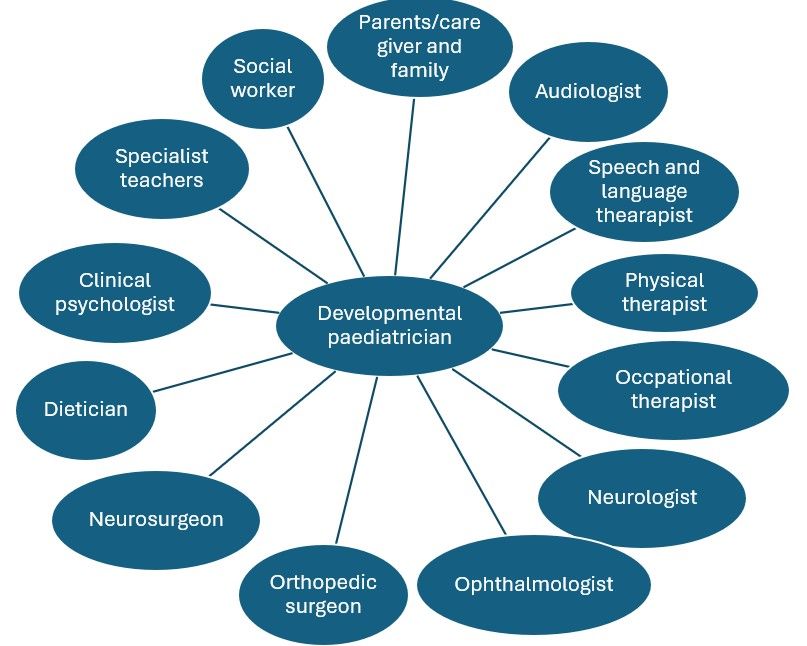 Parents/care
giver and
family
Social
worker
Audiologist
Specialist
teachers
Speech and
language
thearapist
Clinical
psychologist
Physical
therapist
Developmental
paediatrician
Occpational
therapist
Dietician
Neurologist
Neurosurgeon
Orthopedic
surgeon
Ophthalmologist